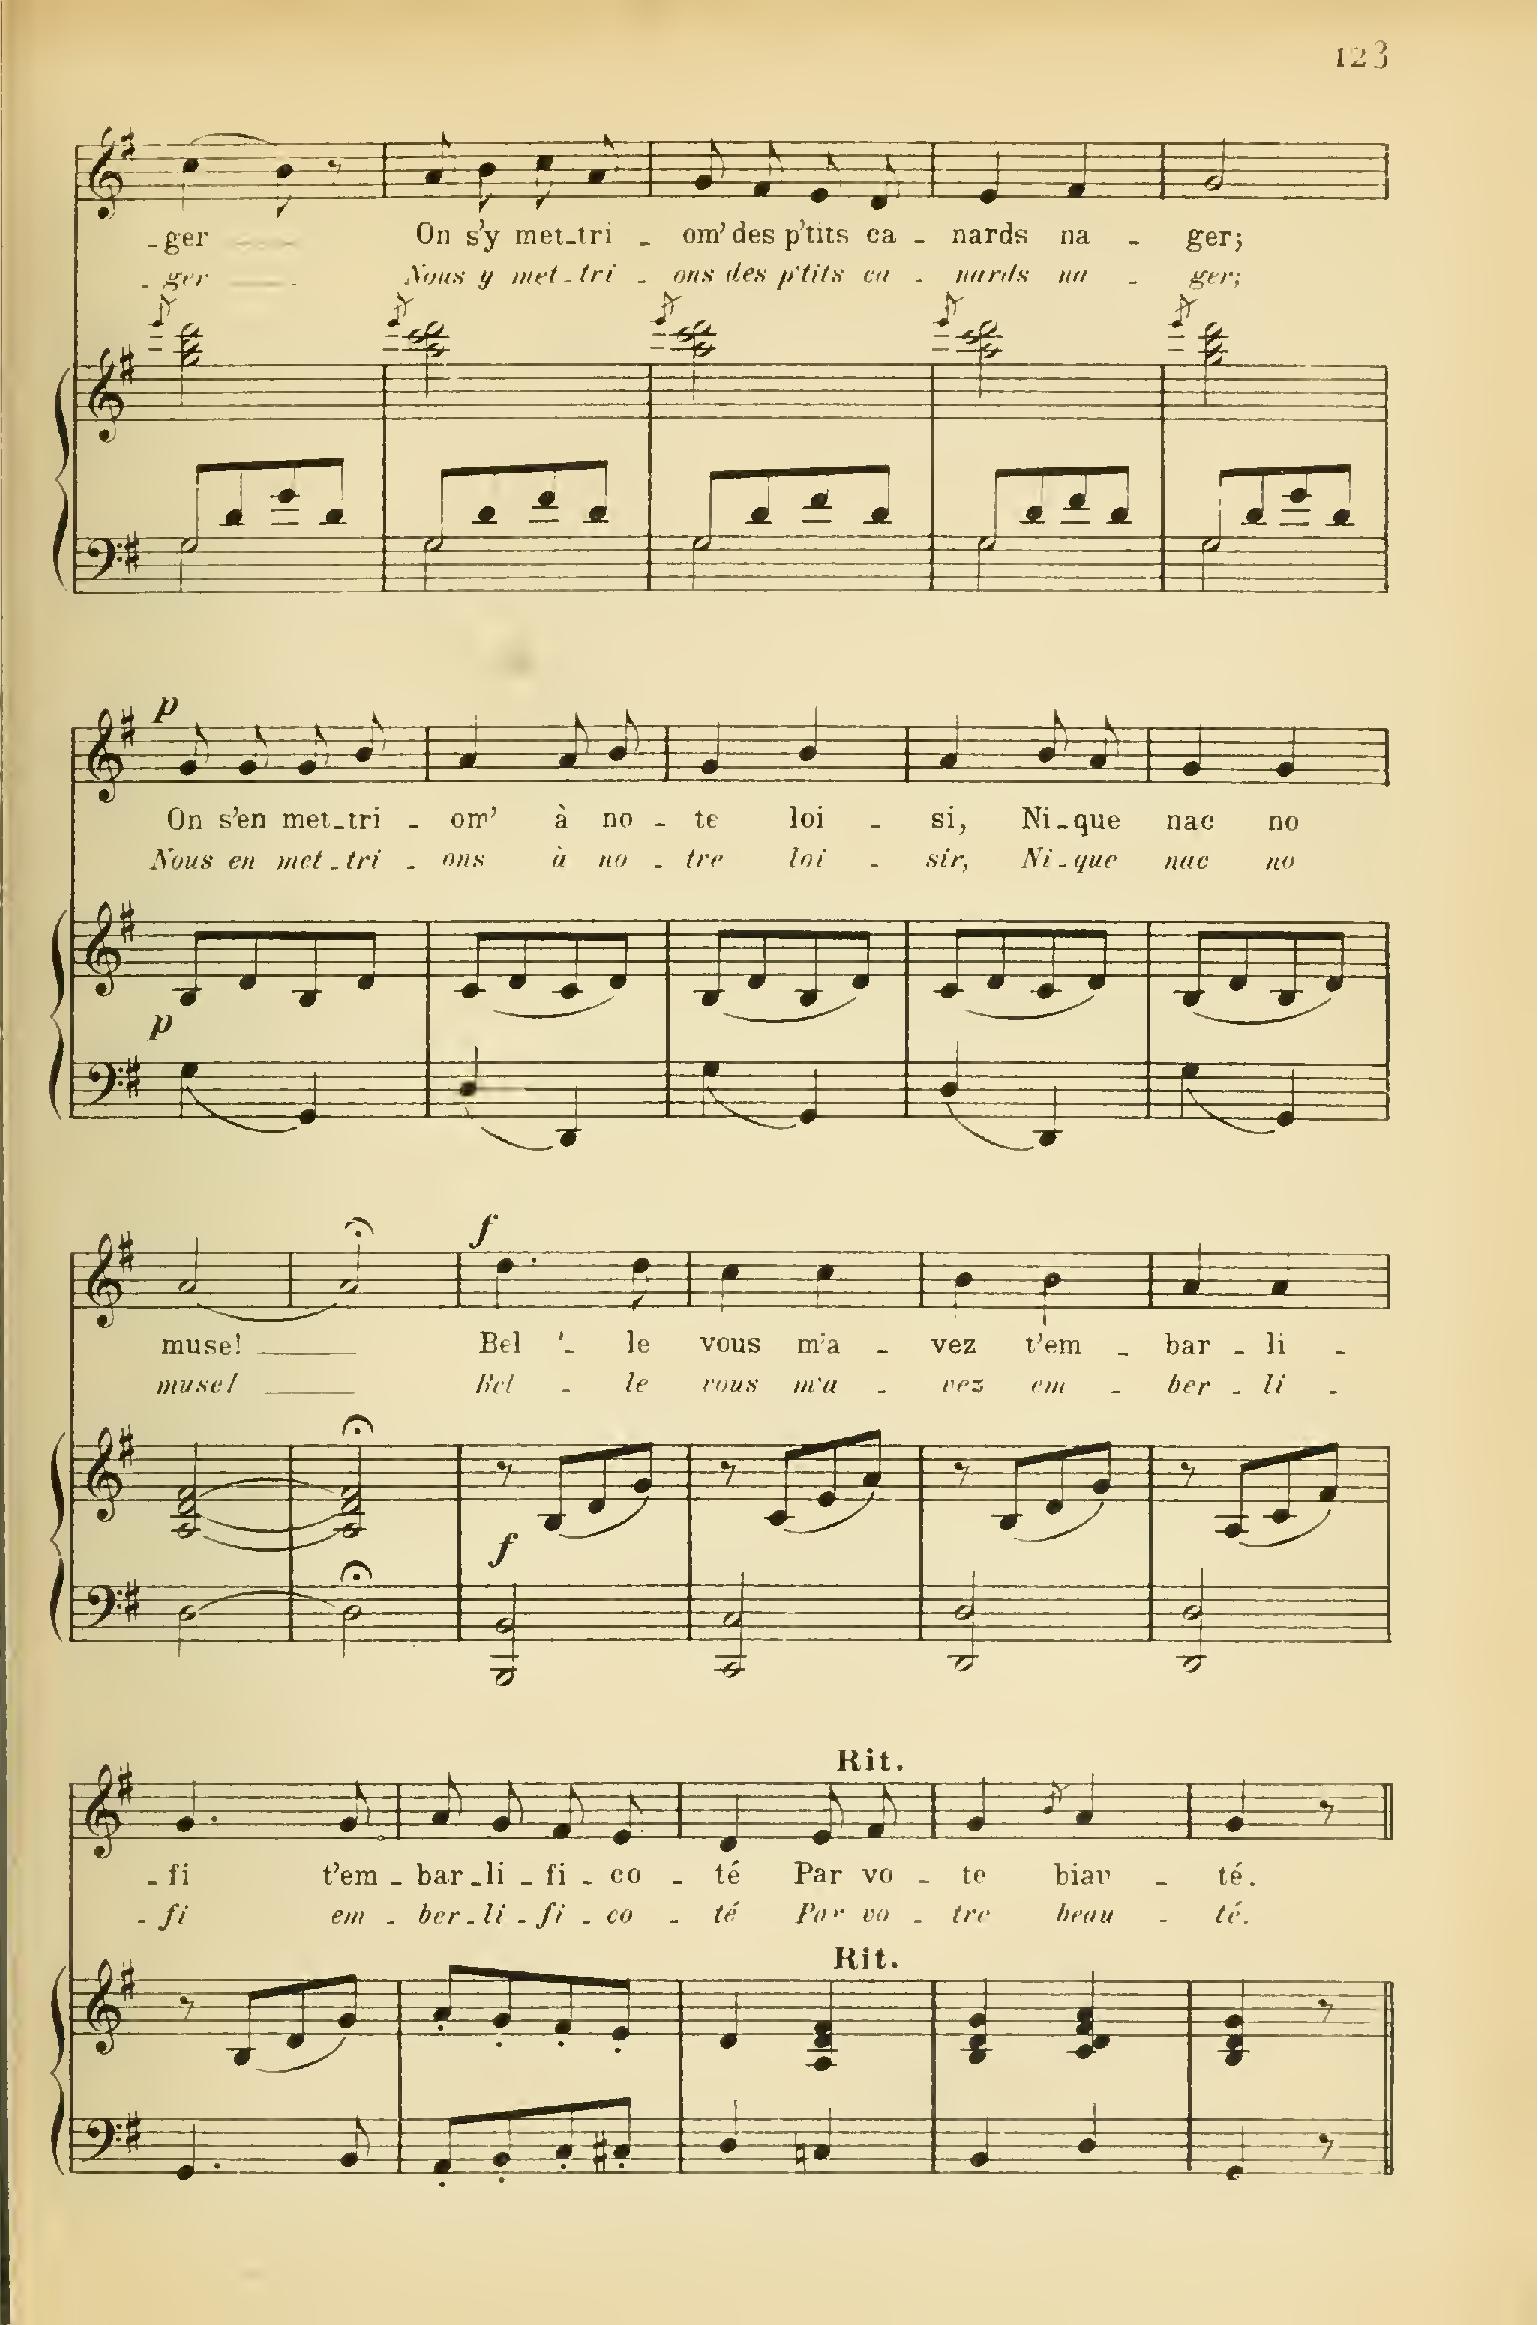 123
-ger On s'y met-tri - om' des p'tits ca - nards na - ger;
-ger Nous y met-tri - ons des p'tits ca - nards na - ger;
p
On s'en met-tri - om' à no - te loi - si, Ni-que nac no
Nous en met-tri - ons à no - tre loi - sir, Ni-que nac no
p
f
muse! Bel - le vous m'a - vez t'em - bar - li -
muse! Bel - le vous m'a - vez em - ber - li -
f
Rit.
-fi t'em - bar-li - fi - co - té Par vo - te biau - té.
-fi em - ber-li-fi - co - té Par vo - tre beau - té.
Rit.